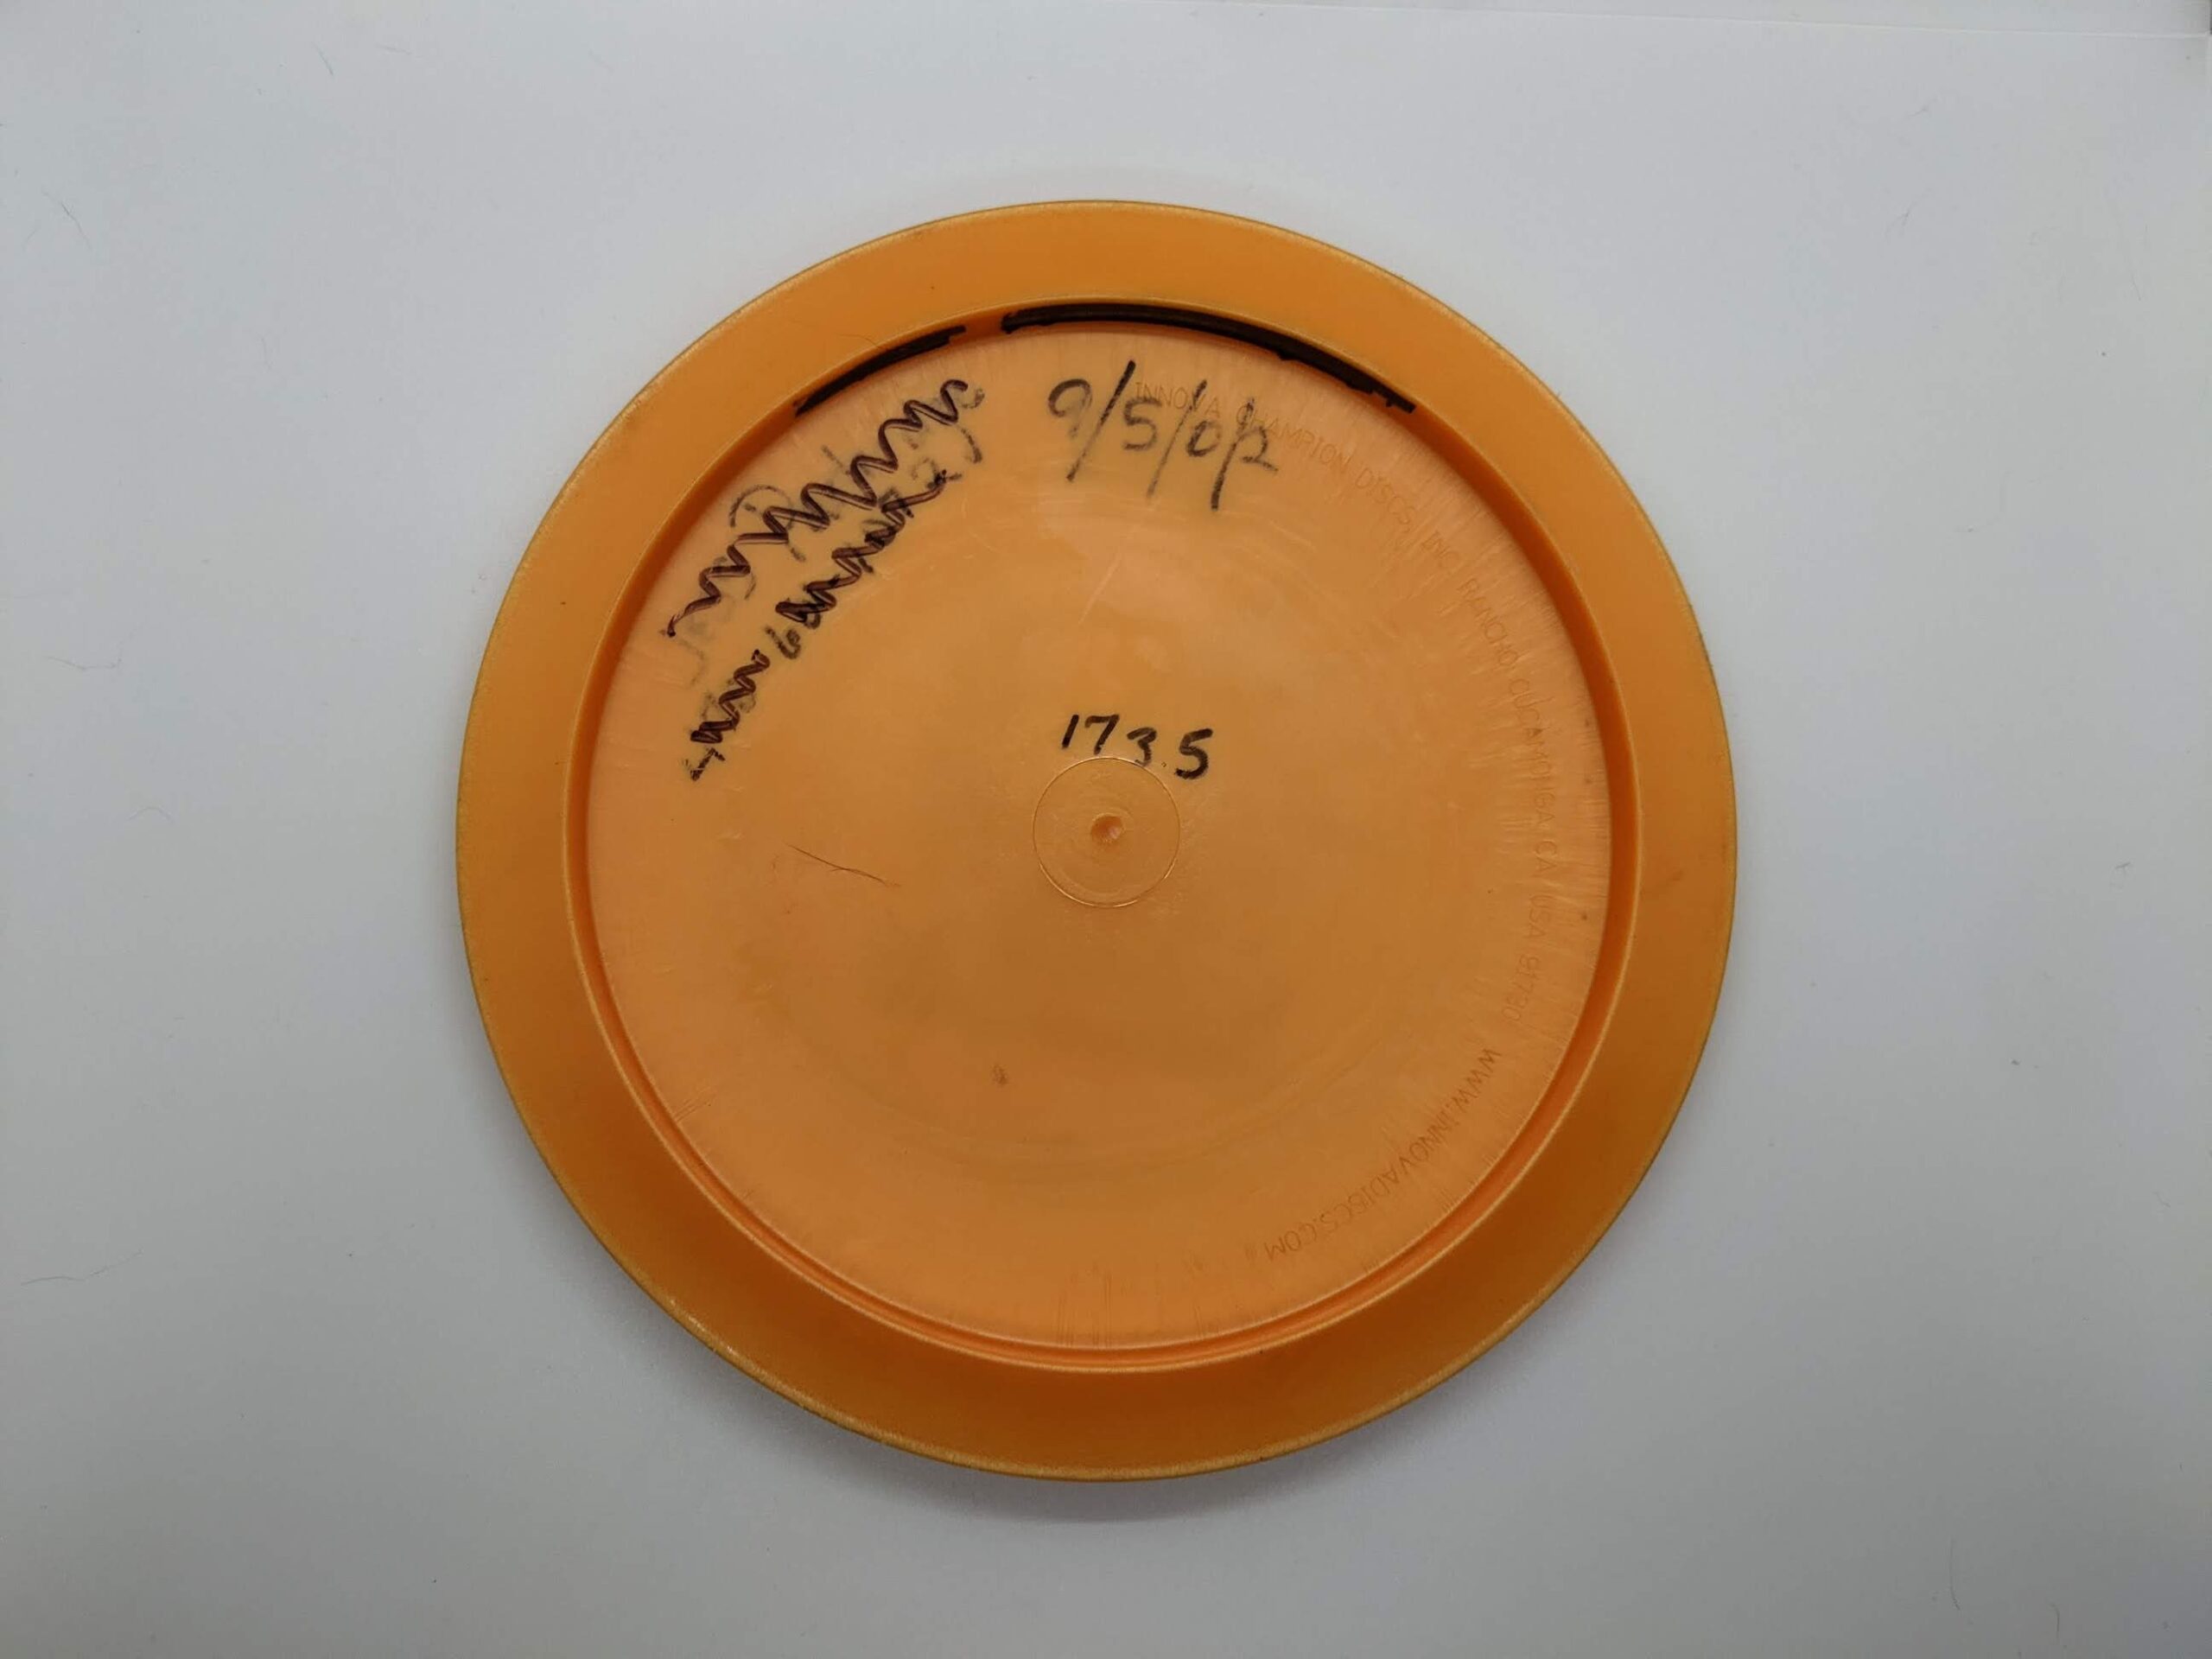 9/5/02
INNOVA CHAMPION DISCS, INC. RANCHO CUCAMONGA CA USA 91730
WWW.INNOVADISCS.COM
173.5